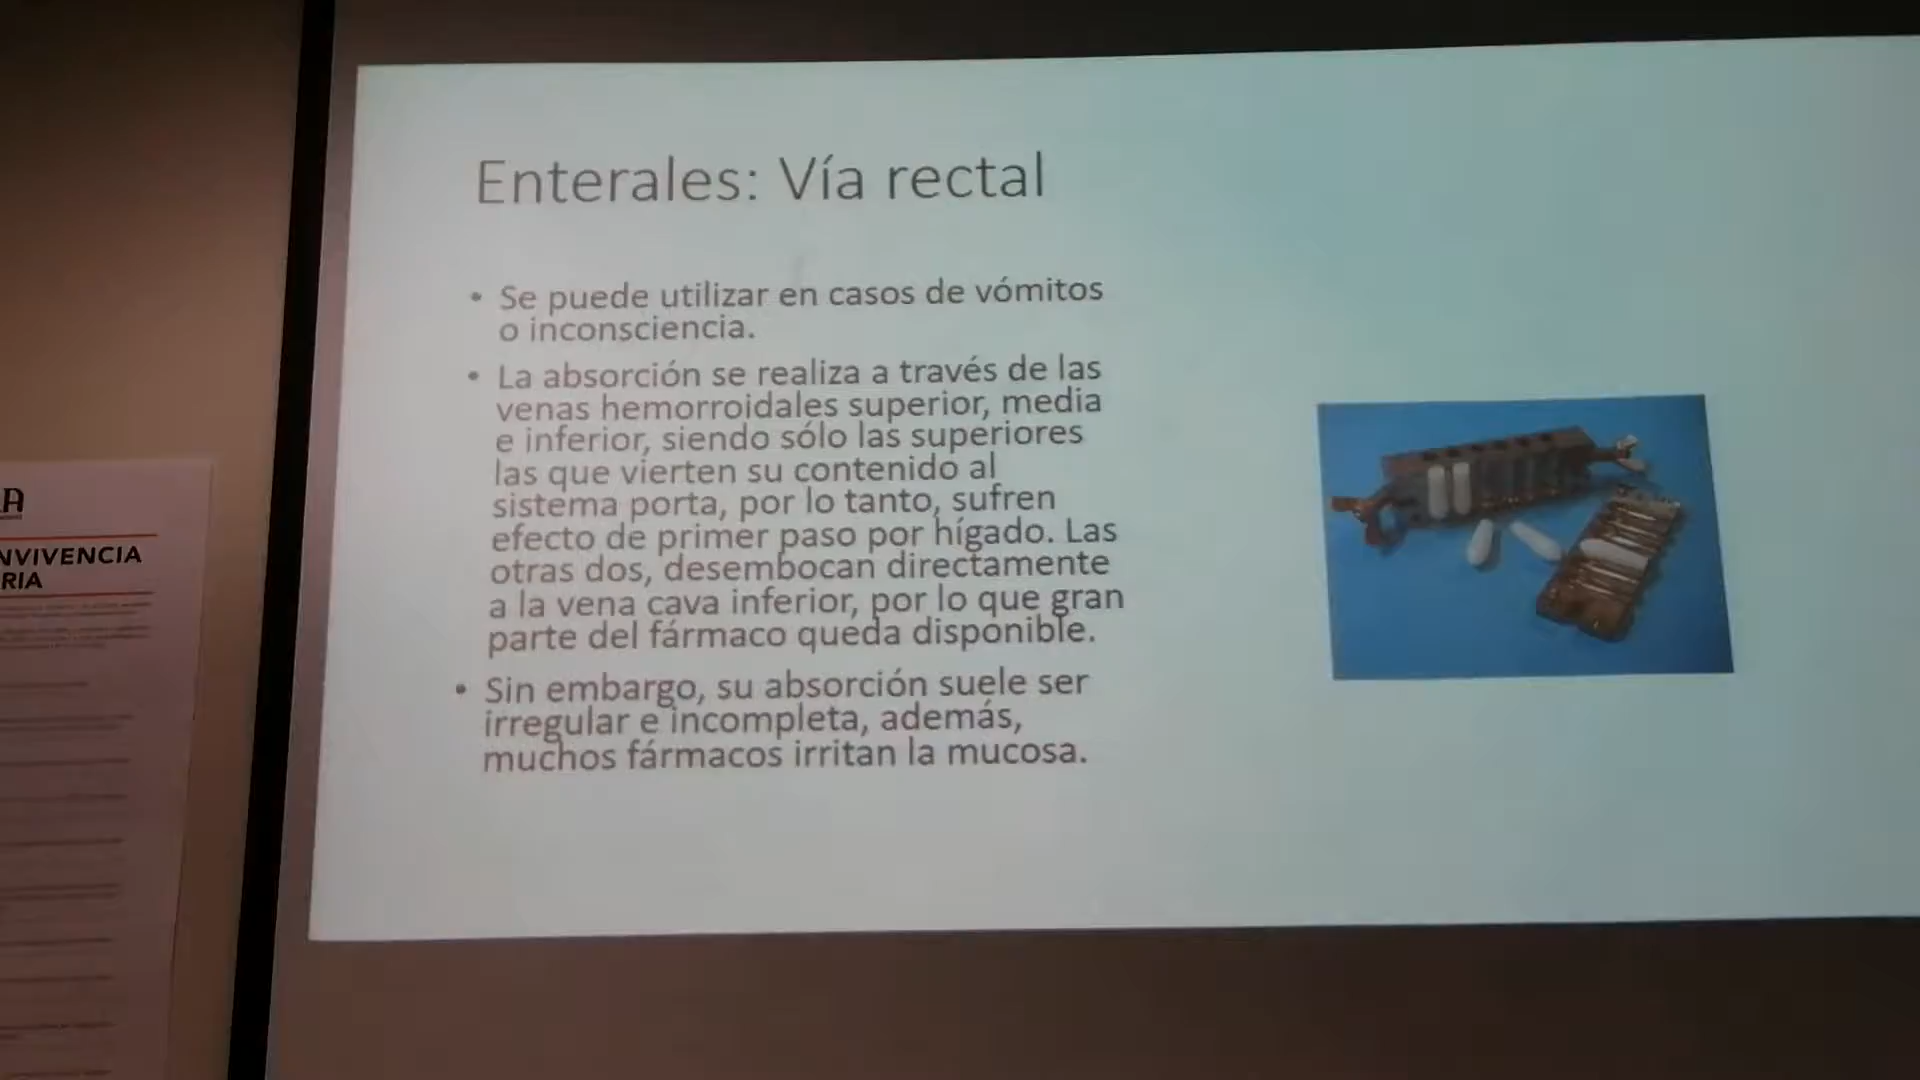 Enterales: Vía rectal
• Se puede utilizar en casos de vómitos
o inconsciencia.
• La absorción se realiza a través de las
venas hemorroidales superior, media
e inferior, siendo sólo las superiores
las que vierten su contenido al
sistema porta, por lo tanto, sufren
efecto de primer paso por hígado. Las
otras dos, desembocan directamente
a la vena cava inferior, por lo que gran
parte del fármaco queda disponible.
• Sin embargo, su absorción suele ser
irregular e incompleta, además,
muchos fármacos irritan la mucosa.
A
NVIVENCIA
RIA